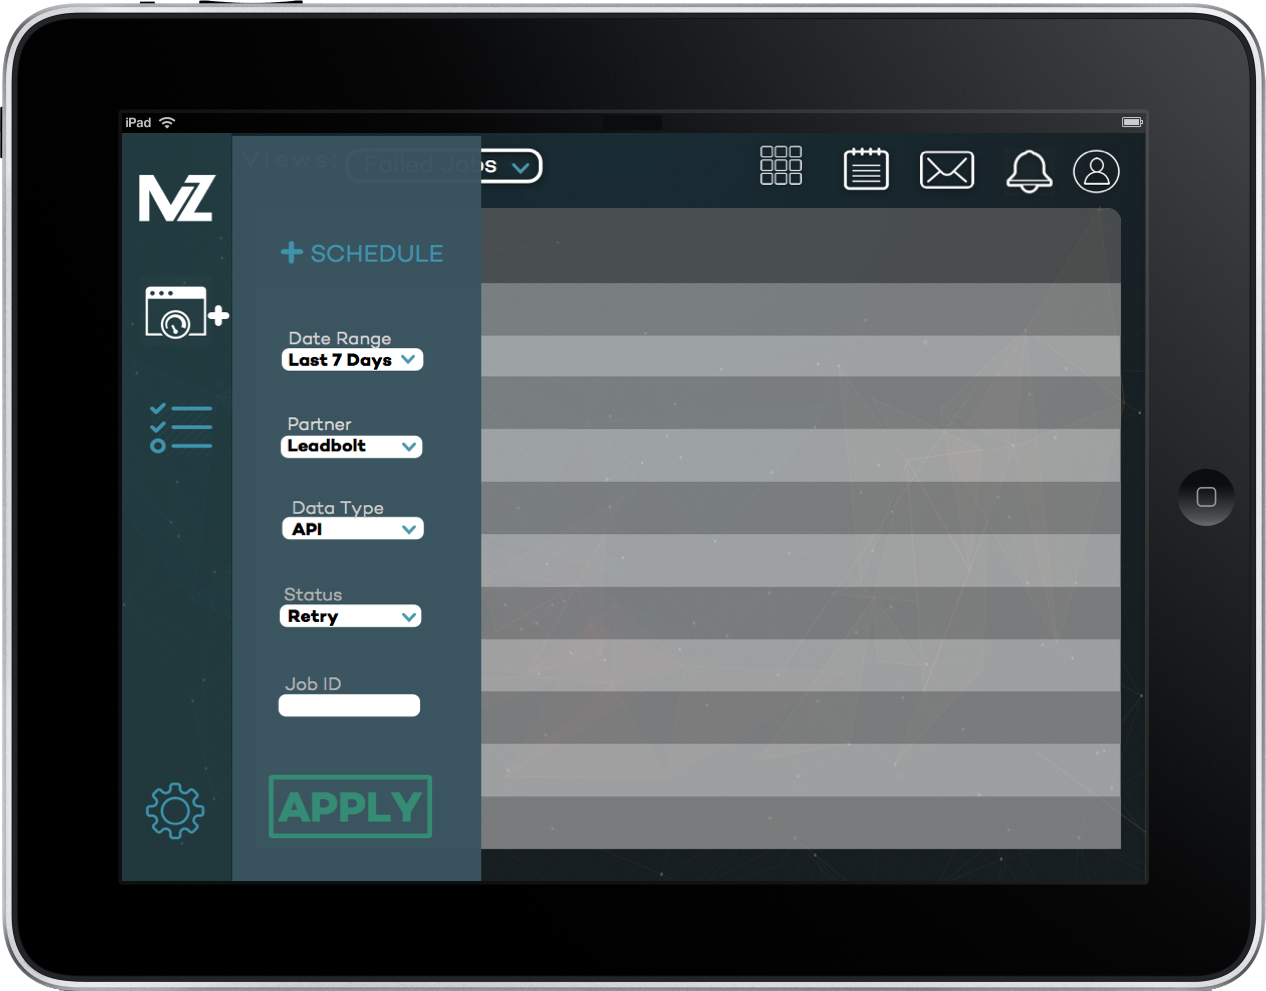 iPad
Views: Failed Jobs
MZ
+ SCHEDULE
Date Range
Last 7 Days
Partner
Leadbolt
Data Type
API
Status
Retry
Job ID
APPLY